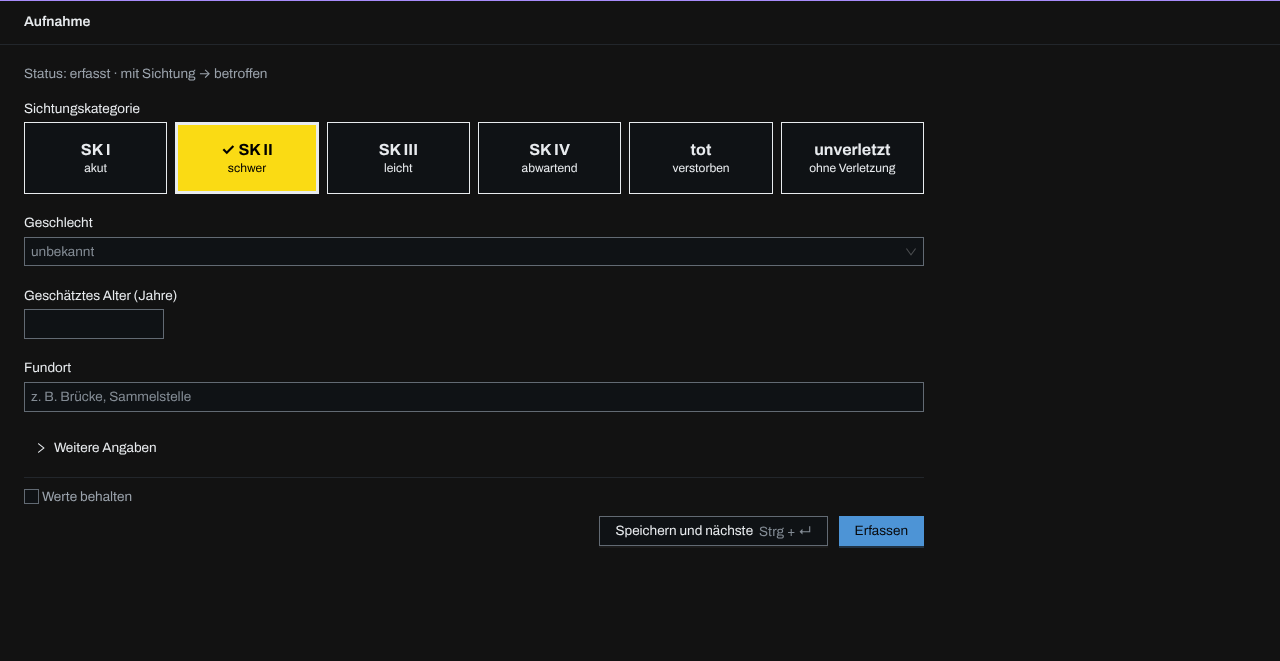 Aufnahme
Status: erfasst · mit Sichtung → betroffen
Sichtungskategorie
SK I
akut
✓ SK II
schwer
SK III
leicht
SK IV
abwartend
tot
verstorben
unverletzt
ohne Verletzung
Geschlecht
unbekannt
Geschätztes Alter (Jahre)
Fundort
z. B. Brücke, Sammelstelle
Weitere Angaben
Werte behalten
Speichern und nächste Strg + ↵
Erfassen